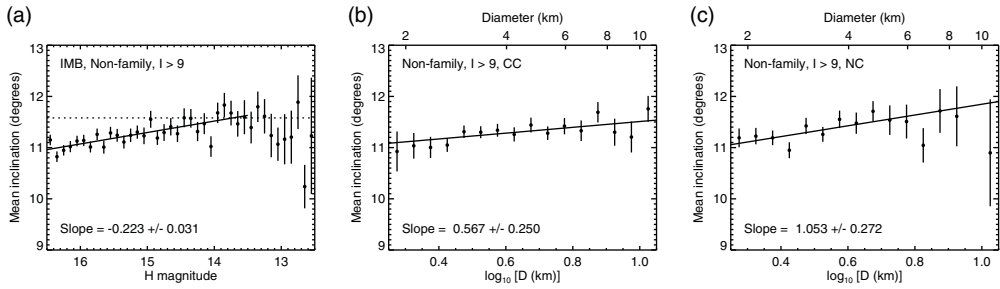 (a)
IMB, Non-family, I > 9
Slope = -0.223 +/- 0.031
Mean inclination (degrees)
13
12
11
10
9
16 15 14 13
H magnitude
(b)
Diameter (km)
2 4 6 8 10
Non-family, I > 9, CC
Slope = 0.567 +/- 0.250
Mean inclination (degrees)
13
12
11
10
9
0.4 0.6 0.8 1.0
log10 [D (km)]
(c)
Diameter (km)
2 4 6 8 10
Non-family, I > 9, NC
Slope = 1.053 +/- 0.272
Mean inclination (degrees)
13
12
11
10
9
0.4 0.6 0.8 1.0
log10 [D (km)]